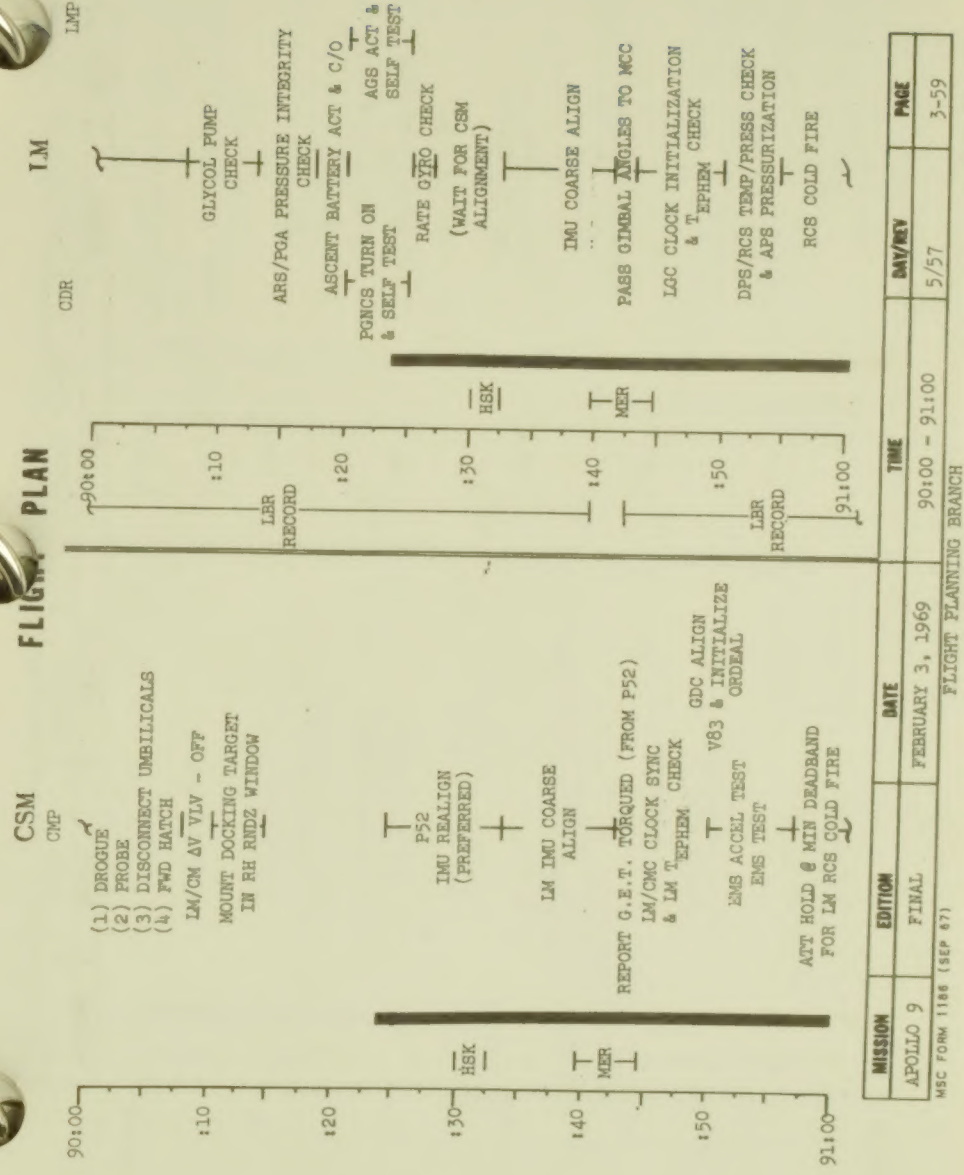 FLIGHT PLAN
CSM
CMP
90:00
:10
:20
:30
:40
:50
91:00
HSK
MER
(1) DROGUE
(2) PROBE
(3) DISCONNECT UMBILICALS
(4) FWD HATCH
LM/CM ΔV VLV - OFF
MOUNT DOCKING TARGET
IN RH RNDZ WINDOW
P52
IMU REALIGN
(PREFERRED)
LM IMU COARSE
ALIGN
REPORT G.E.T. TORQUED (FROM P52)
LM/CMC CLOCK SYNC
& LM TEPHEM CHECK
GDC ALIGN
V83 & INITIALIZE
ORDEAL
EMS ACCEL TEST
EMS TEST
ATT HOLD @ MIN DEADBAND
FOR LM RCS COLD FIRE
LBR
RECORD
LBR
RECORD
90:00
:10
:20
:30
:40
:50
91:00
HSK
MER
LM
CDR
LMP
GLYCOL PUMP
CHECK
ARS/PGA PRESSURE INTEGRITY
CHECK
ASCENT BATTERY ACT & C/O
PGNCS TURN ON
& SELF TEST
AGS ACT &
SELF TEST
RATE GYRO CHECK
(WAIT FOR CSM
ALIGNMENT)
IMU COARSE ALIGN
PASS GIMBAL ANGLES TO MCC
LGC CLOCK INITIALIZATION
& TEPHEM CHECK
DPS/RCS TEMP/PRESS CHECK
& APS PRESSURIZATION
RCS COLD FIRE
MISSION EDITION DATE TIME DAY/REV PAGE
APOLLO 9 FINAL FEBRUARY 3, 1969 90:00 - 91:00 5/57 3-59
MSC FORM 1186 (SEP 67)
FLIGHT PLANNING BRANCH